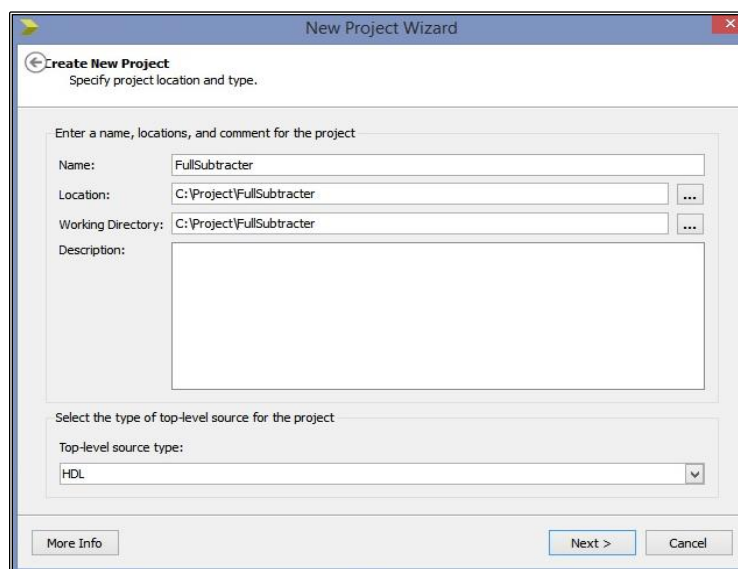 New Project Wizard
Create New Project
Specify project location and type.
Enter a name, locations, and comment for the project
Name: FullSubtracter
Location: C:\Project\FullSubtracter ...
Working Directory: C:\Project\FullSubtracter ...
Description:
Select the type of top-level source for the project
Top-level source type:
HDL
More Info Next > Cancel